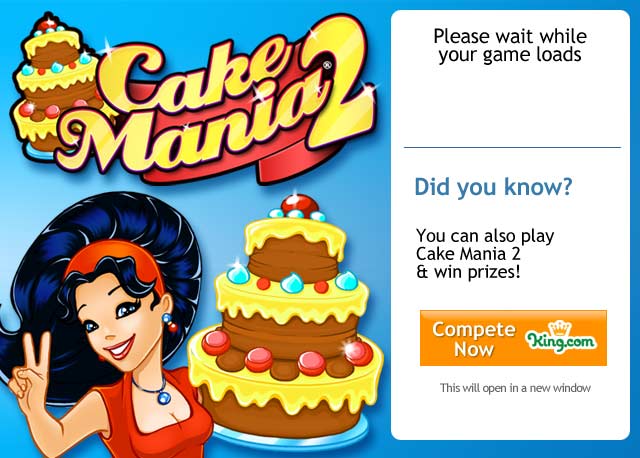 Cake
Mania® 2
Please wait while
your game loads
Did you know?
You can also play
Cake Mania 2
& win prizes!
Compete
Now
King.com
This will open in a new window